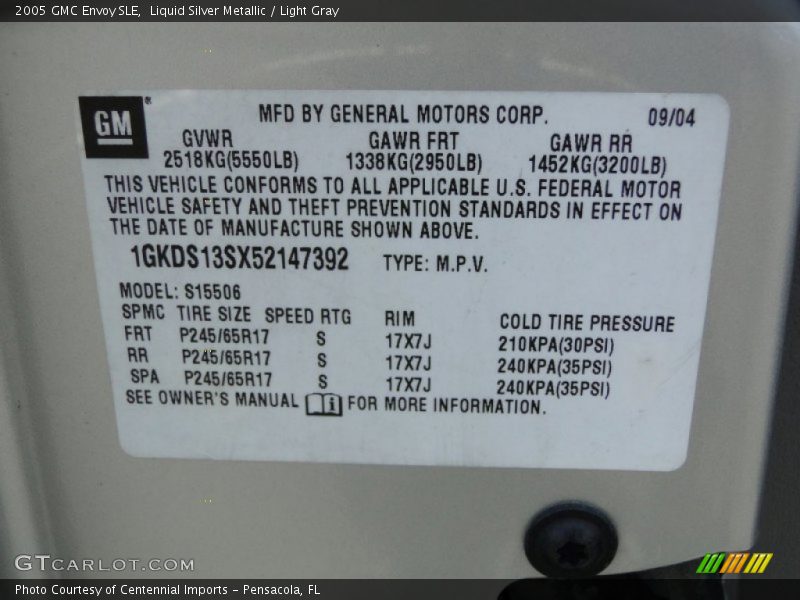 2005 GMC Envoy SLE, Liquid Silver Metallic / Light Gray
GM®
MFD BY GENERAL MOTORS CORP. 09/04
GVWR GAWR FRT GAWR RR
2518KG(5550LB) 1338KG(2950LB) 1452KG(3200LB)
THIS VEHICLE CONFORMS TO ALL APPLICABLE U.S. FEDERAL MOTOR
VEHICLE SAFETY AND THEFT PREVENTION STANDARDS IN EFFECT ON
THE DATE OF MANUFACTURE SHOWN ABOVE.
1GKDS13SX52147392 TYPE: M.P.V.
MODEL: S15506
SPMC TIRE SIZE SPEED RTG RIM COLD TIRE PRESSURE
FRT P245/65R17 S 17X7J 210KPA(30PSI)
RR P245/65R17 S 17X7J 240KPA(35PSI)
SPA P245/65R17 S 17X7J 240KPA(35PSI)
SEE OWNER'S MANUAL i FOR MORE INFORMATION.
GTCARLOT.COM
Photo Courtesy of Centennial Imports - Pensacola, FL